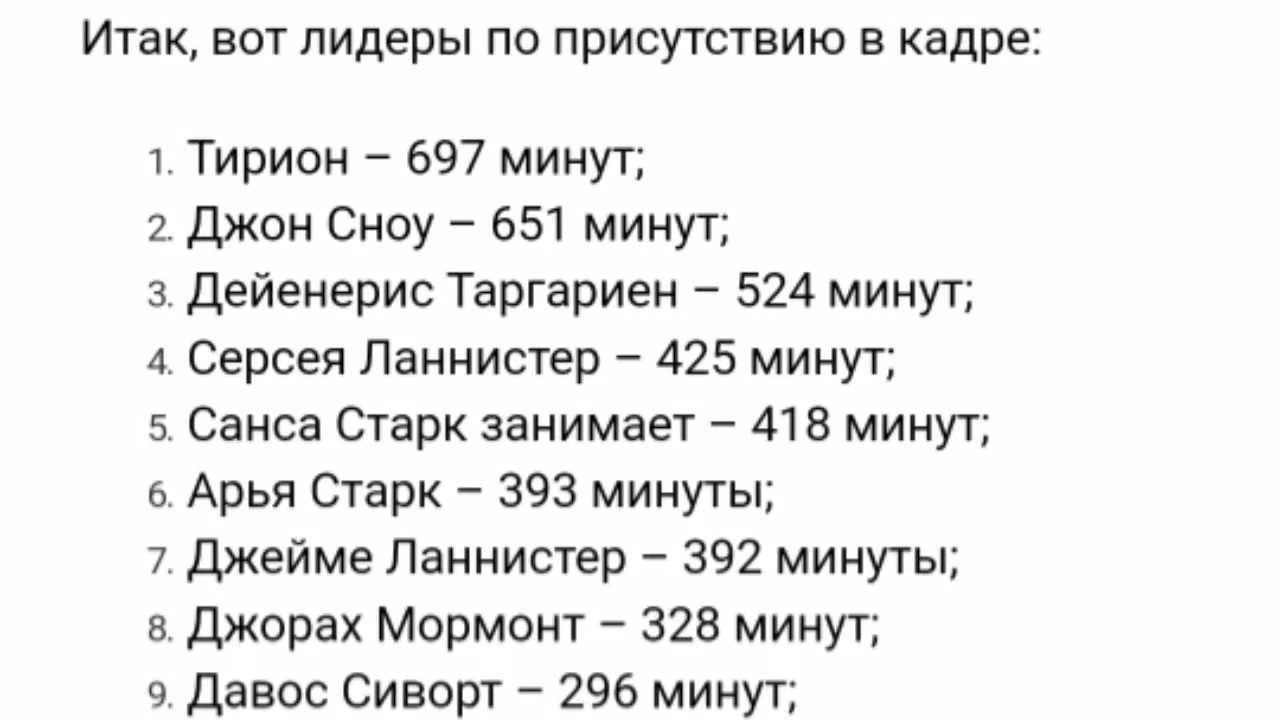 Итак, вот лидеры по присутствию в кадре:
1. Тирион – 697 минут;
2. Джон Сноу – 651 минут;
3. Дейенерис Таргариен – 524 минут;
4. Серсея Ланнистер – 425 минут;
5. Санса Старк занимает – 418 минут;
6. Арья Старк – 393 минуты;
7. Джейме Ланнистер – 392 минуты;
8. Джорах Мормонт – 328 минут;
9. Давос Сиворт – 296 минут;